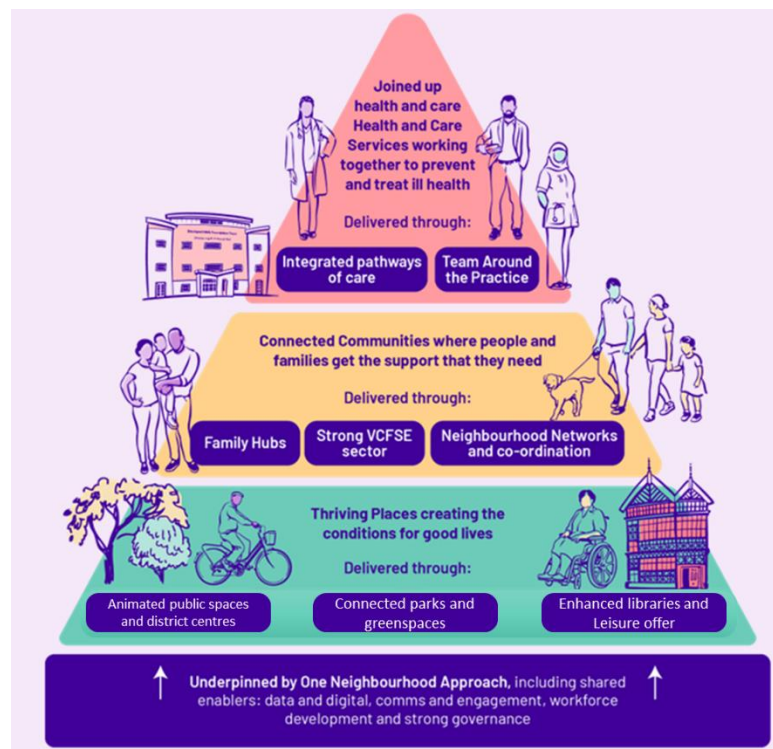 Joined up
health and care
Health and Care
Services working
together to prevent
and treat ill health
Delivered through:
Integrated pathways
of care
Team Around
the Practice
Connected Communities where people and
families get the support that they need
Delivered through:
Family Hubs
Strong VCFSE
sector
Neighbourhood Networks
and co-ordination
Thriving Places creating the
conditions for good lives
Delivered through:
Animated public spaces
and district centres
Connected parks and
greenspaces
Enhanced libraries and
Leisure offer
Underpinned by One Neighbourhood Approach, including shared
enablers: data and digital, comms and engagement, workforce
development and strong governance